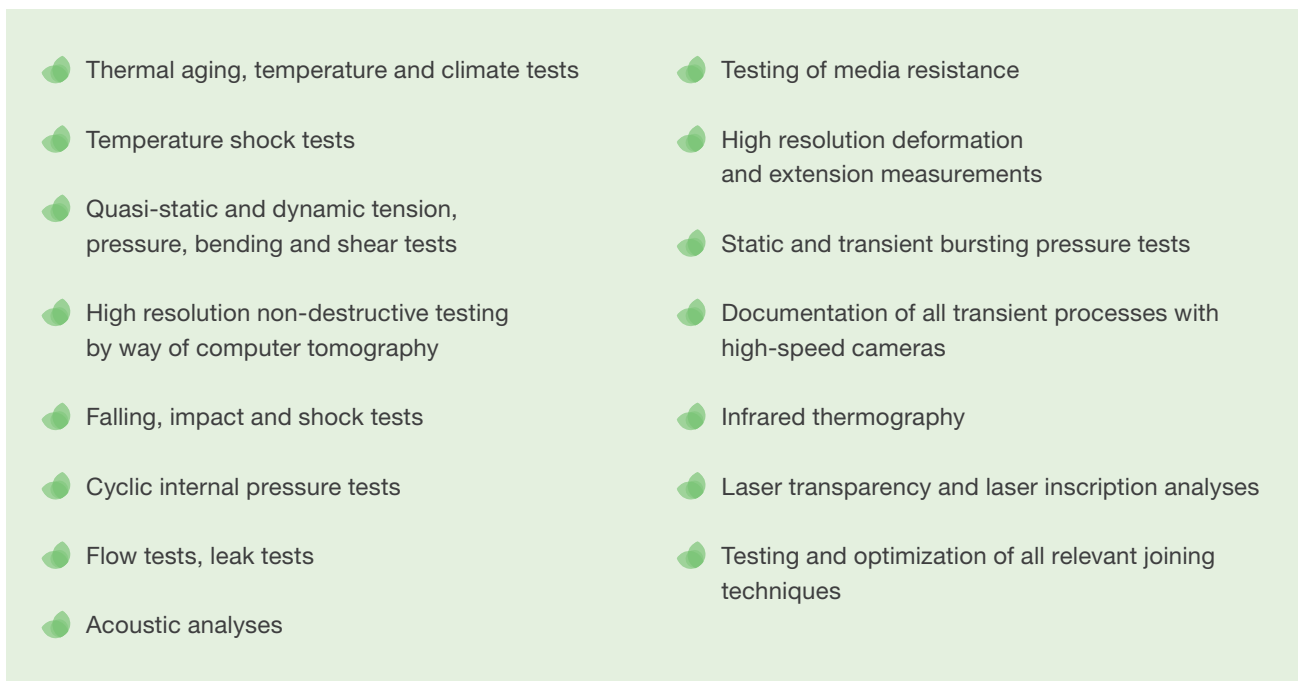 Thermal aging, temperature and climate tests
Temperature shock tests
Quasi-static and dynamic tension,
pressure, bending and shear tests
High resolution non-destructive testing
by way of computer tomography
Falling, impact and shock tests
Cyclic internal pressure tests
Flow tests, leak tests
Acoustic analyses
Testing of media resistance
High resolution deformation
and extension measurements
Static and transient bursting pressure tests
Documentation of all transient processes with
high-speed cameras
Infrared thermography
Laser transparency and laser inscription analyses
Testing and optimization of all relevant joining
techniques